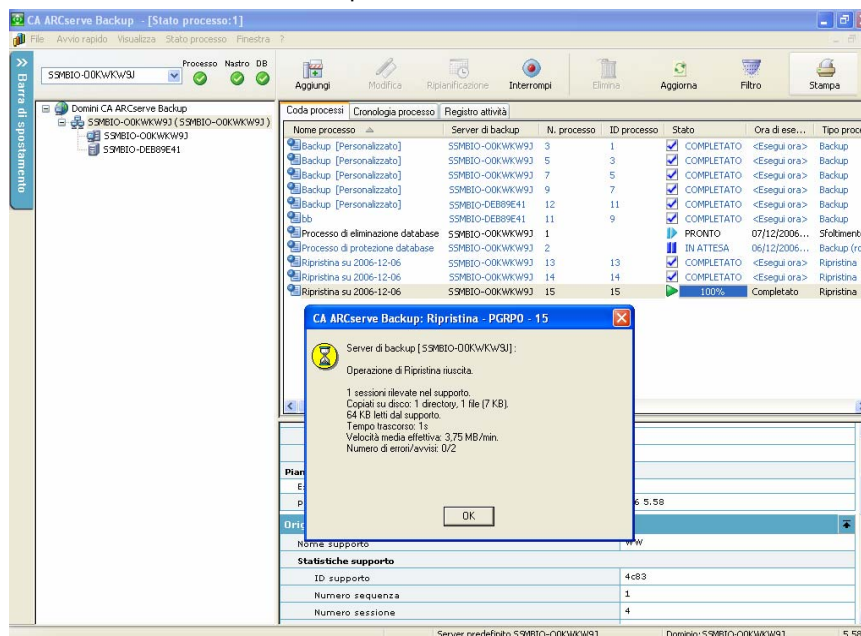 CA ARCserve Backup - [Stato processo:1]
File Avvio rapido Visualizza Stato processo Finestra ?
Barra di spostamento
SSMBIO-O0KWKW9J
Processo Nastro DB
Aggiungi Modifica Ripianificazione Interrompi Elimina Aggiorna Filtro Stampa
Domini CA ARCserve Backup
SSMBIO-O0KWKW9J (SSMBIO-O0KWKW9J)
SSMBIO-O0KWKW9J
SSMBIO-DEB89E41
Coda processi Cronologia processo Registro attività
Nome processo Server di backup N. processo ID processo Stato Ora di ese... Tipo proce
Backup [Personalizzato] SSMBIO-O0KWKW9J 3 1 COMPLETATO <Esegui ora> Backup
Backup [Personalizzato] SSMBIO-O0KWKW9J 5 3 COMPLETATO <Esegui ora> Backup
Backup [Personalizzato] SSMBIO-O0KWKW9J 7 5 COMPLETATO <Esegui ora> Backup
Backup [Personalizzato] SSMBIO-O0KWKW9J 9 7 COMPLETATO <Esegui ora> Backup
Backup [Personalizzato] SSMBIO-DEB89E41 12 11 COMPLETATO <Esegui ora> Backup
bb SSMBIO-DEB89E41 11 9 COMPLETATO <Esegui ora> Backup
Processo di eliminazione database SSMBIO-O0KWKW9J 1 PRONTO 07/12/2006... Sfoltiment
Processo di protezione database SSMBIO-O0KWKW9J 2 IN ATTESA 06/12/2006... Backup (ro
Ripristina su 2006-12-06 SSMBIO-O0KWKW9J 13 13 COMPLETATO <Esegui ora> Ripristina
Ripristina su 2006-12-06 SSMBIO-O0KWKW9J 14 14 COMPLETATO <Esegui ora> Ripristina
Ripristina su 2006-12-06 SSMBIO-O0KWKW9J 15 15 100% Completato Ripristina
CA ARCserve Backup: Ripristina - PGRP0 - 15
Server di backup [SSMBIO-O0KWKW9J] :
Operazione di Ripristina riuscita.
1 sessioni rilevate nel supporto.
Copiati su disco: 1 directory, 1 file (7 KB).
64 KB letti dal supporto.
Tempo trascorso: 1s
Velocità media effettiva: 3,75 MB/min.
Numero di errori/avvisi: 0/2
OK
Pian
E
P 6 5.58
Orig
Nome supporto WW
Statistiche supporto
ID supporto 4c83
Numero sequenza 1
Numero sessione 4
Server predefinito SSMBIO-O0KWKW9J Dominio: SSMBIO-O0KWKW9J 5.58